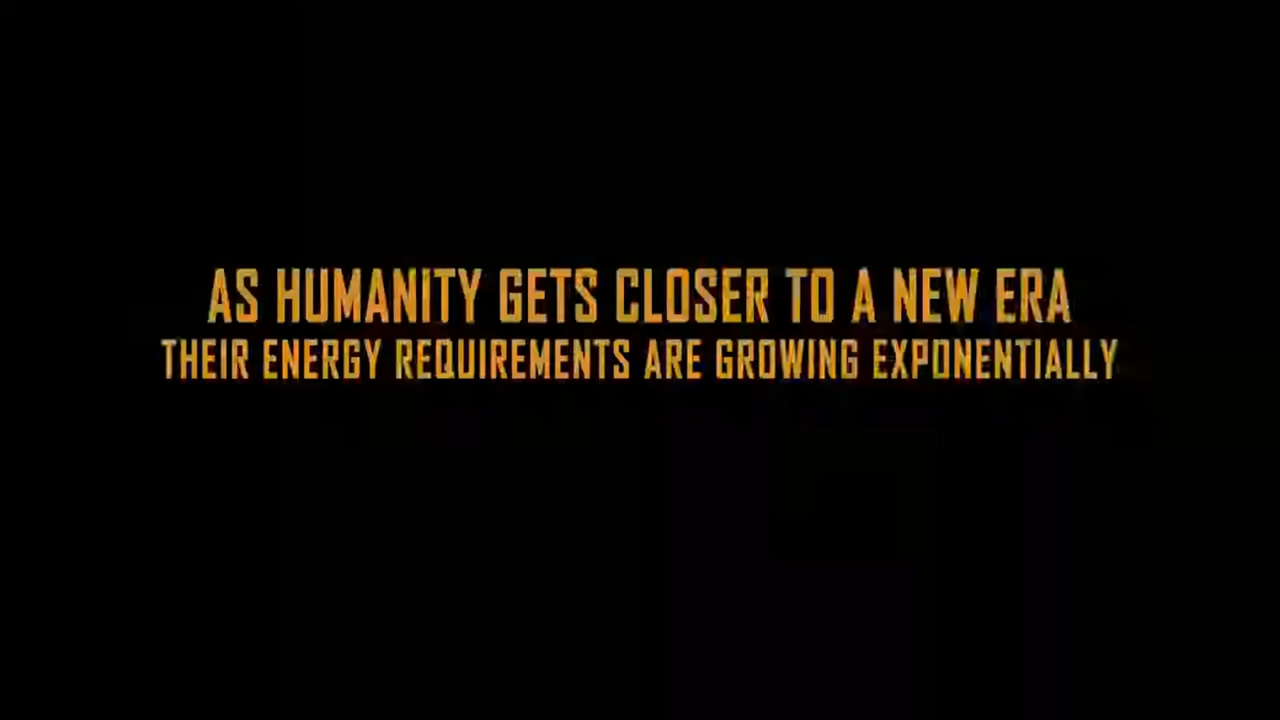 AS HUMANITY GETS CLOSER TO A NEW ERA
THEIR ENERGY REQUIREMENTS ARE GROWING EXPONENTIALLY